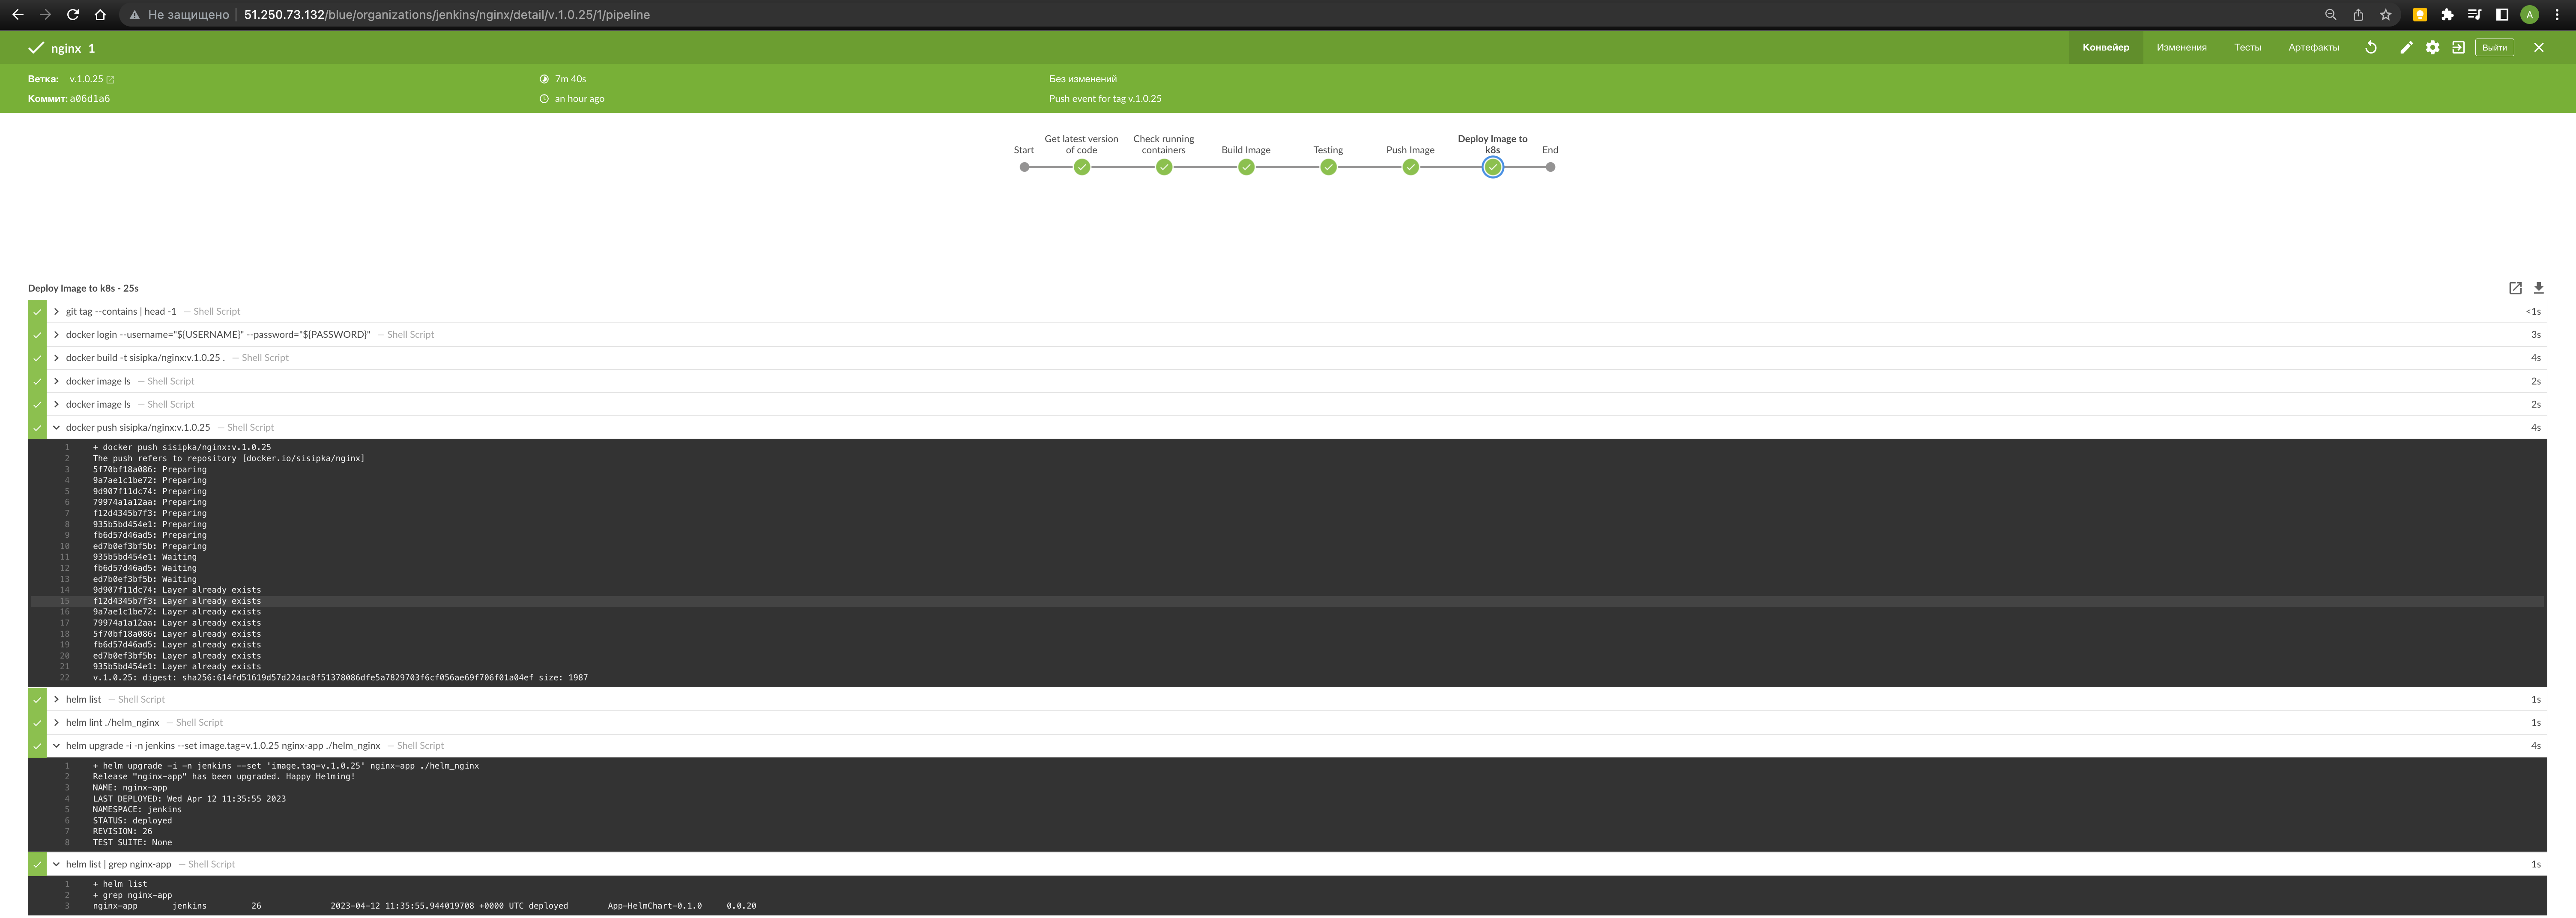 Не защищено | 51.250.73.132/blue/organizations/jenkins/nginx/detail/v.1.0.25/1/pipeline A
nginx 1 Конвейер Изменения Тесты Артефакты Выйти
Ветка: v.1.0.25 7m 40s Без изменений
Коммит: a06d1a6 an hour ago Push event for tag v.1.0.25
Start
Get latest version
of code
Check running
containers
Build Image
Testing
Push Image
Deploy Image to
k8s
End
Deploy Image to k8s - 25s
git tag --contains | head -1 — Shell Script <1s
docker login --username="${USERNAME}" --password="${PASSWORD}" — Shell Script 3s
docker build -t sisipka/nginx:v.1.0.25 . — Shell Script 4s
docker image ls — Shell Script 2s
docker image ls — Shell Script 2s
docker push sisipka/nginx:v.1.0.25 — Shell Script 4s
1 + docker push sisipka/nginx:v.1.0.25
2 The push refers to repository [docker.io/sisipka/nginx]
3 5f70bf18a086: Preparing
4 9a7ae1c1be72: Preparing
5 9d907f11dc74: Preparing
6 79974a1a12aa: Preparing
7 f12d4345b7f3: Preparing
8 935b5bd454e1: Preparing
9 fb6d57d46ad5: Preparing
10 ed7b0ef3bf5b: Preparing
11 935b5bd454e1: Waiting
12 fb6d57d46ad5: Waiting
13 ed7b0ef3bf5b: Waiting
14 9d907f11dc74: Layer already exists
15 f12d4345b7f3: Layer already exists
16 9a7ae1c1be72: Layer already exists
17 79974a1a12aa: Layer already exists
18 5f70bf18a086: Layer already exists
19 fb6d57d46ad5: Layer already exists
20 ed7b0ef3bf5b: Layer already exists
21 935b5bd454e1: Layer already exists
22 v.1.0.25: digest: sha256:614fd51619d57d22dac8f51378086dfe5a7829703f6cf056ae69f706f01a04ef size: 1987
helm list — Shell Script 1s
helm lint ./helm_nginx — Shell Script 1s
helm upgrade -i -n jenkins --set image.tag=v.1.0.25 nginx-app ./helm_nginx — Shell Script 4s
1 + helm upgrade -i -n jenkins --set 'image.tag=v.1.0.25' nginx-app ./helm_nginx
2 Release "nginx-app" has been upgraded. Happy Helming!
3 NAME: nginx-app
4 LAST DEPLOYED: Wed Apr 12 11:35:55 2023
5 NAMESPACE: jenkins
6 STATUS: deployed
7 REVISION: 26
8 TEST SUITE: None
helm list | grep nginx-app — Shell Script 1s
1 + helm list
2 + grep nginx-app
3 nginx-app jenkins 26 2023-04-12 11:35:55.944019708 +0000 UTC deployed App-HelmChart-0.1.0 0.0.20